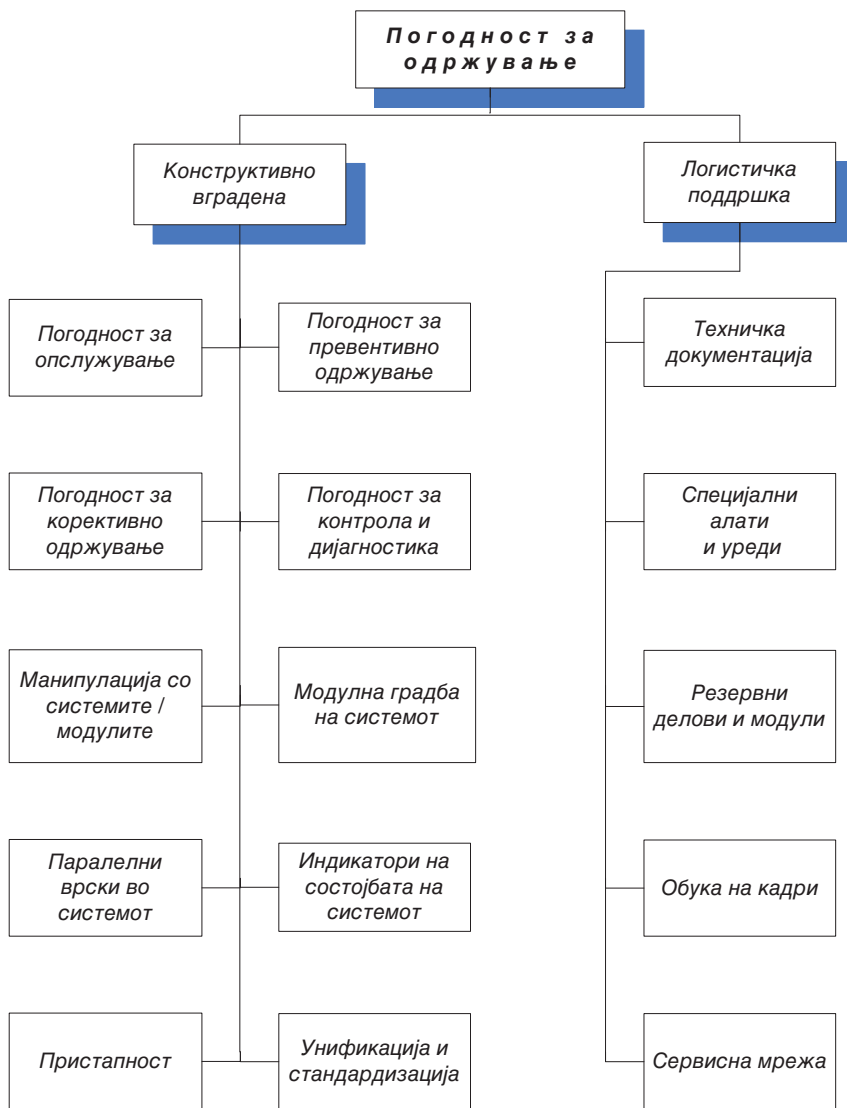 Погодност за
одржување
Конструктивно
вградена
Логистичка
поддршка
Погодност за
опслужување
Погодност за
превентивно
одржување
Техничка
документација
Погодност за
корективно
одржување
Погодност за
контрола и
дијагностика
Специјални
алати
и уреди
Манипулација со
системите /
модулите
Модулна градба
на системот
Резервни
делови и модули
Паралелни
врски во
системот
Индикатори на
состојбата на
системот
Обука на кадри
Пристапност
Унификација и
стандардизација
Сервисна мрежа